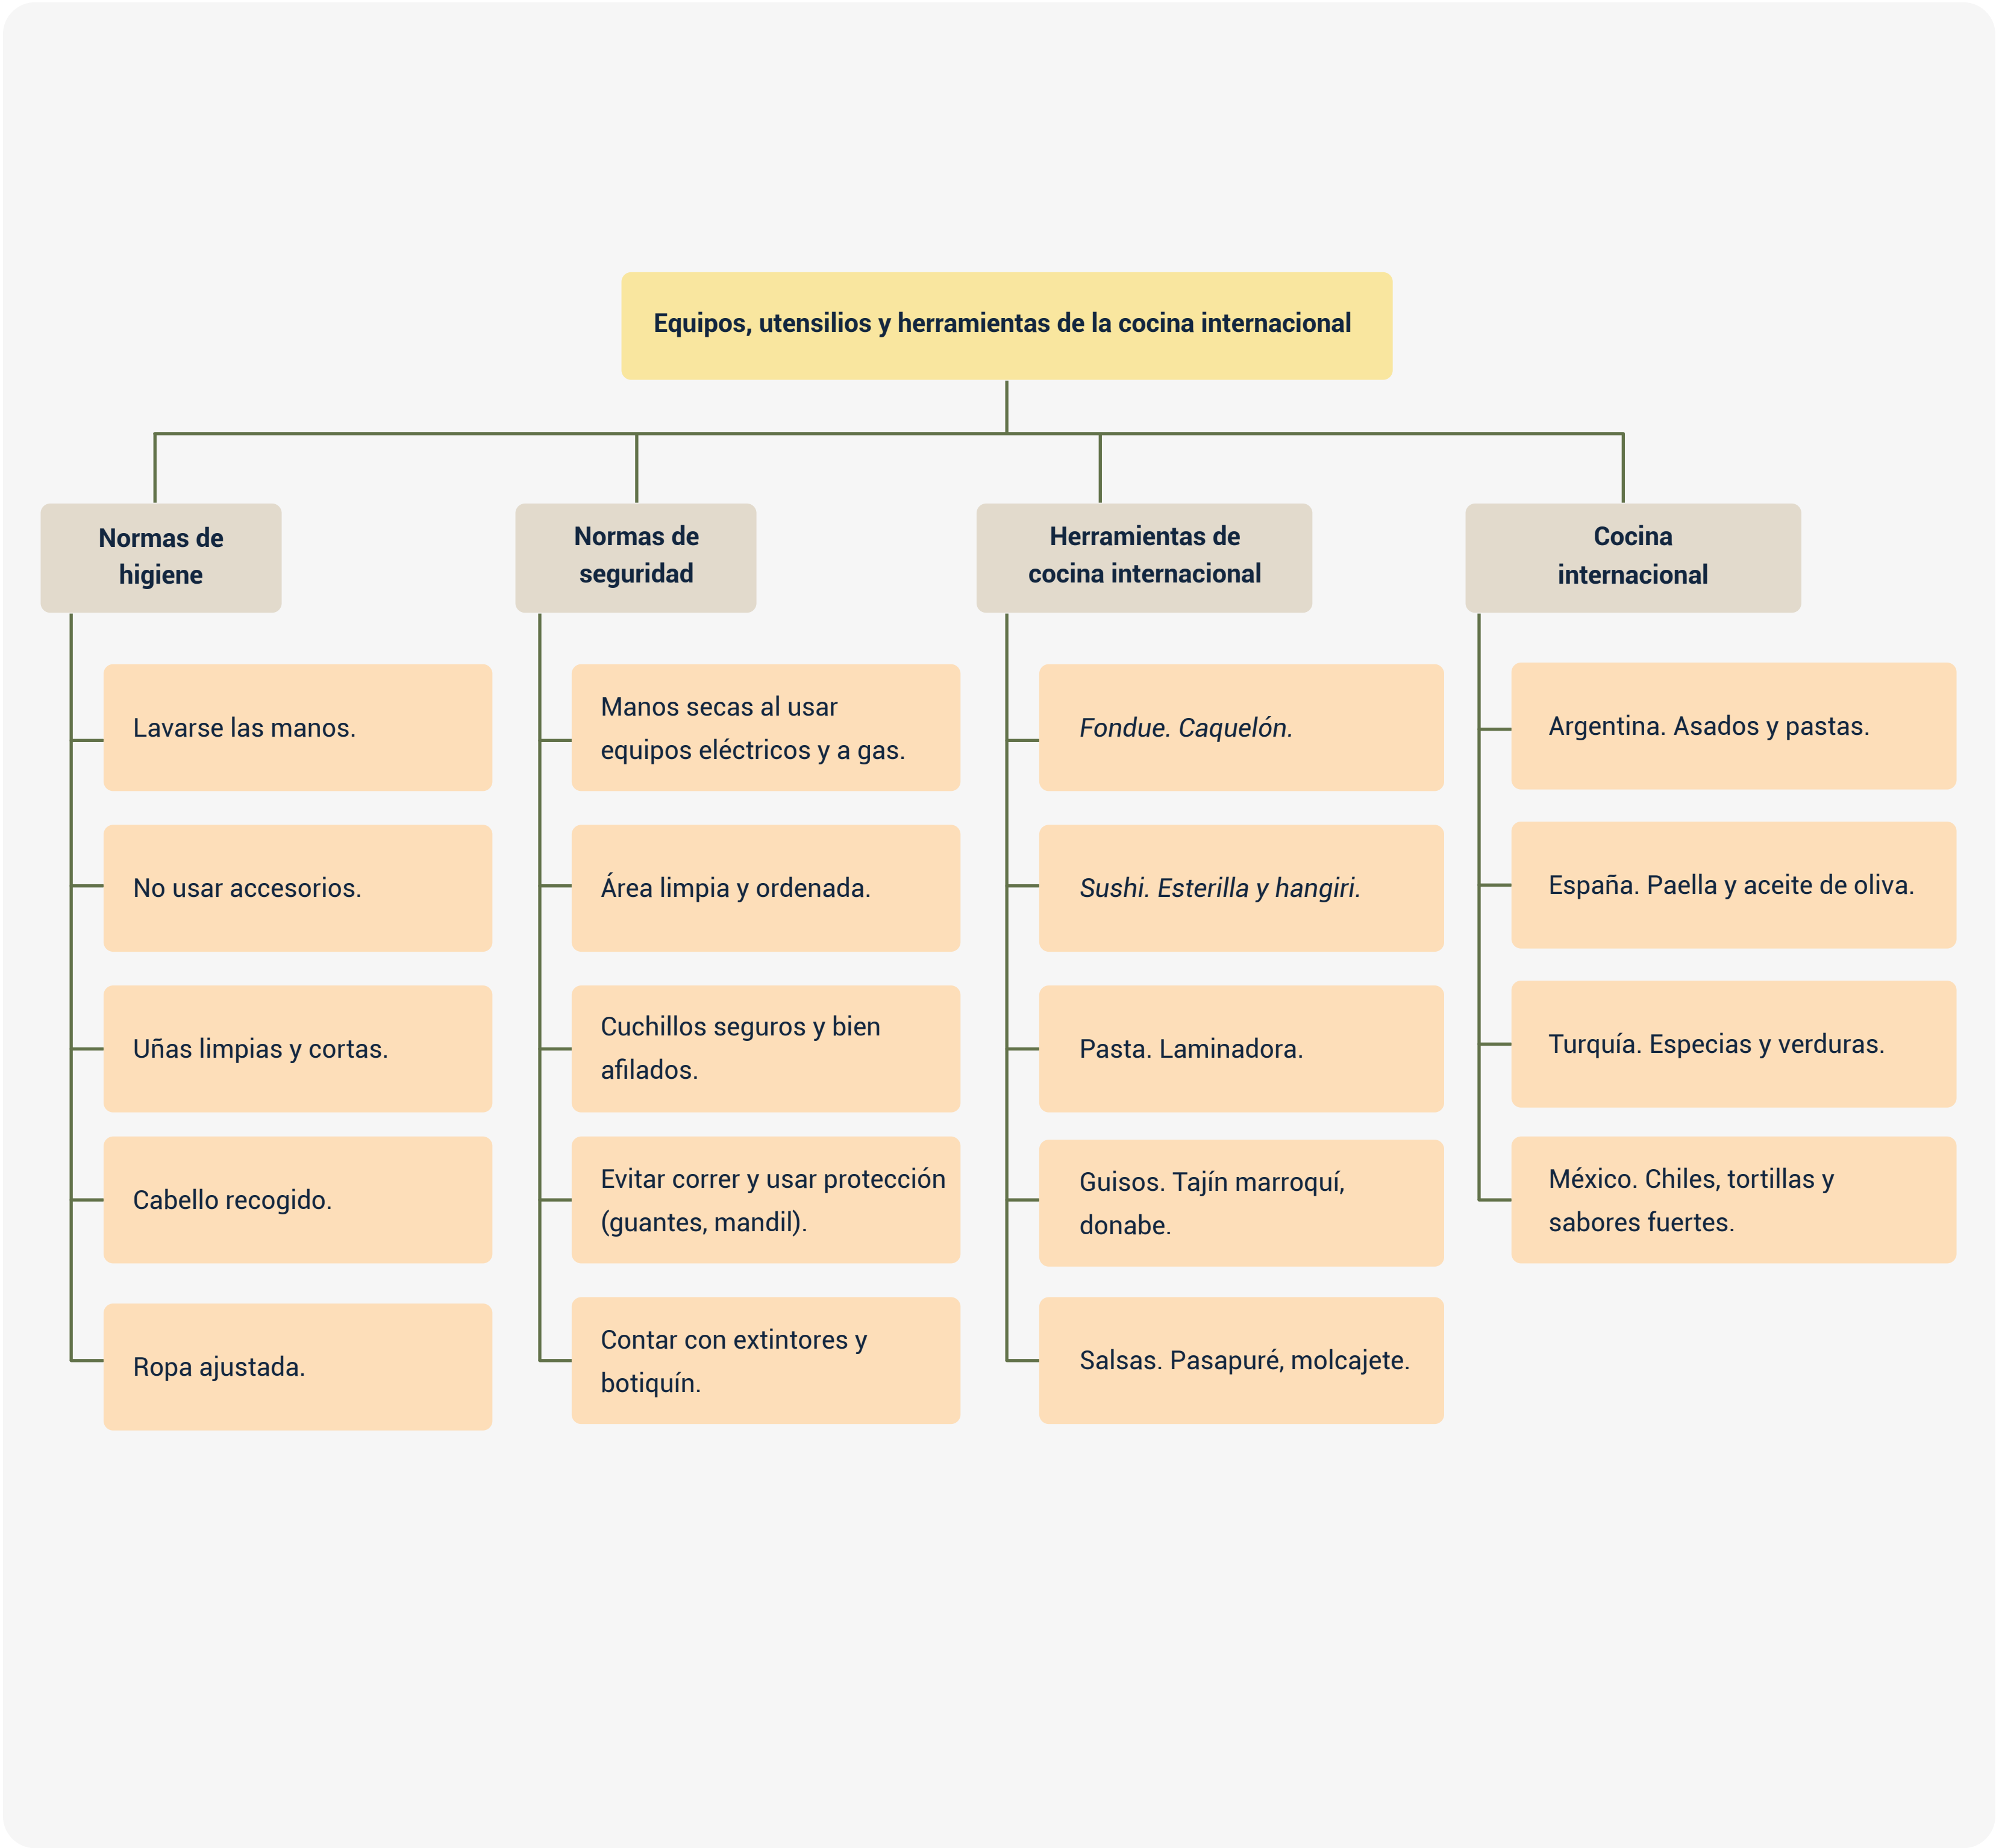 Equipos, utensilios y herramientas de la cocina internacional
Normas de
higiene
Lavarse las manos.
No usar accesorios.
Uñas limpias y cortas.
Cabello recogido.
Ropa ajustada.
Normas de
seguridad
Manos secas al usar
equipos eléctricos y a gas.
Área limpia y ordenada.
Cuchillos seguros y bien
afilados.
Evitar correr y usar protección
(guantes, mandil).
Contar con extintores y
botiquín.
Herramientas de
cocina internacional
Fondue. Caquelón.
Sushi. Esterilla y hangiri.
Pasta. Laminadora.
Guisos. Tajín marroquí,
donabe.
Salsas. Pasapuré, molcajete.
Cocina
internacional
Argentina. Asados y pastas.
España. Paella y aceite de oliva.
Turquía. Especias y verduras.
México. Chiles, tortillas y
sabores fuertes.